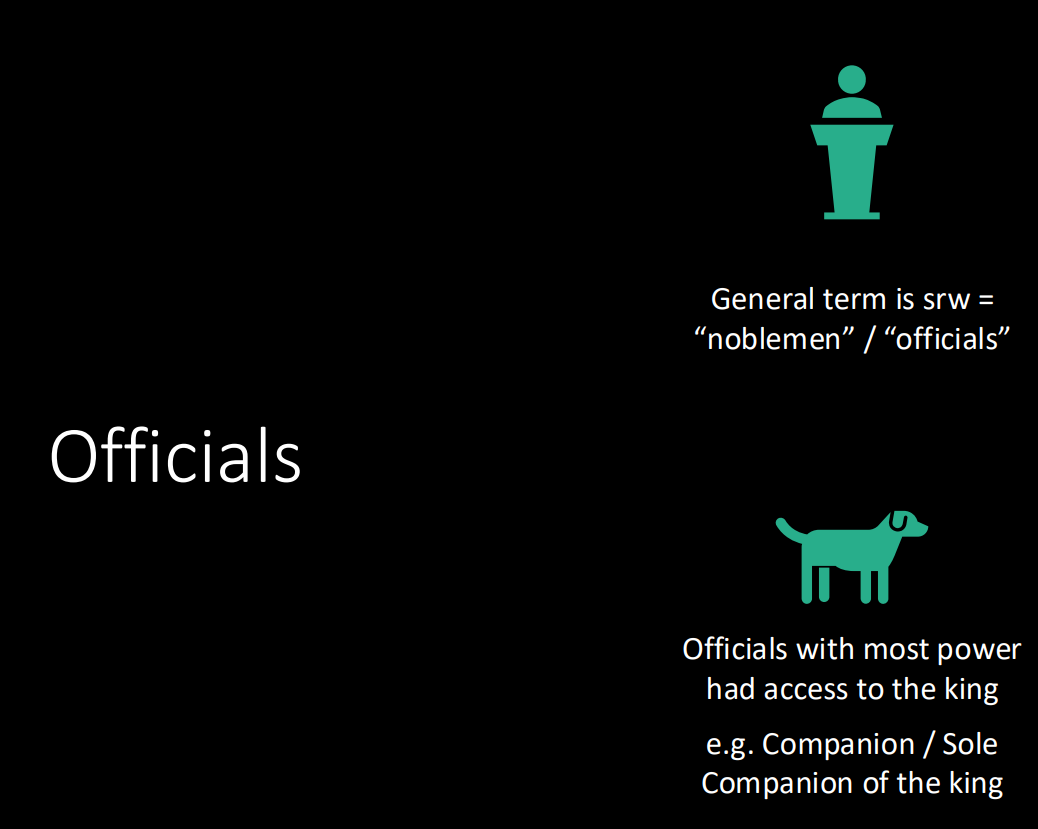 Officials
General term is srw =
“noblemen” / “officials”
Officials with most power
had access to the king
e.g. Companion / Sole
Companion of the king